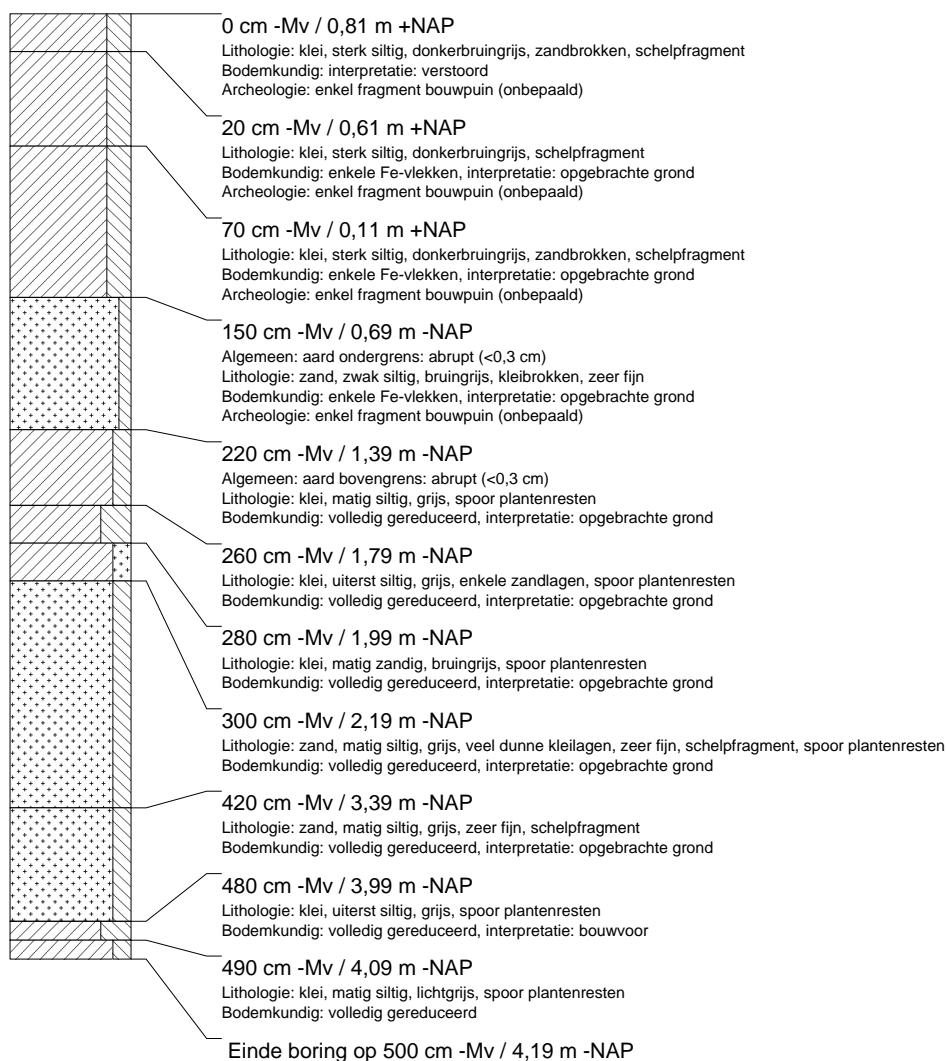 0 cm -Mv / 0,81 m +NAP
Lithologie: klei, sterk siltig, donkerbruingrijs, zandbrokken, schelpfragment
Bodemkundig: interpretatie: verstoord
Archeologie: enkel fragment bouwpuin (onbepaald)
20 cm -Mv / 0,61 m +NAP
Lithologie: klei, sterk siltig, donkerbruingrijs, schelpfragment
Bodemkundig: enkele Fe-vlekken, interpretatie: opgebrachte grond
Archeologie: enkel fragment bouwpuin (onbepaald)
70 cm -Mv / 0,11 m +NAP
Lithologie: klei, sterk siltig, donkerbruingrijs, zandbrokken, schelpfragment
Bodemkundig: enkele Fe-vlekken, interpretatie: opgebrachte grond
Archeologie: enkel fragment bouwpuin (onbepaald)
150 cm -Mv / 0,69 m -NAP
Algemeen: aard ondergrens: abrupt (<0,3 cm)
Lithologie: zand, zwak siltig, bruingrijs, kleibrokken, zeer fijn
Bodemkundig: enkele Fe-vlekken, interpretatie: opgebrachte grond
Archeologie: enkel fragment bouwpuin (onbepaald)
220 cm -Mv / 1,39 m -NAP
Algemeen: aard bovengrens: abrupt (<0,3 cm)
Lithologie: klei, matig siltig, grijs, spoor plantenresten
Bodemkundig: volledig gereduceerd, interpretatie: opgebrachte grond
260 cm -Mv / 1,79 m -NAP
Lithologie: klei, uiterst siltig, grijs, enkele zandlagen, spoor plantenresten
Bodemkundig: volledig gereduceerd, interpretatie: opgebrachte grond
280 cm -Mv / 1,99 m -NAP
Lithologie: klei, matig zandig, bruingrijs, spoor plantenresten
Bodemkundig: volledig gereduceerd, interpretatie: opgebrachte grond
300 cm -Mv / 2,19 m -NAP
Lithologie: zand, matig siltig, grijs, veel dunne kleilagen, zeer fijn, schelpfragment, spoor plantenresten
Bodemkundig: volledig gereduceerd, interpretatie: opgebrachte grond
420 cm -Mv / 3,39 m -NAP
Lithologie: zand, matig siltig, grijs, zeer fijn, schelpfragment
Bodemkundig: volledig gereduceerd, interpretatie: opgebrachte grond
480 cm -Mv / 3,99 m -NAP
Lithologie: klei, uiterst siltig, grijs, spoor plantenresten
Bodemkundig: volledig gereduceerd, interpretatie: bouwvoor
490 cm -Mv / 4,09 m -NAP
Lithologie: klei, matig siltig, lichtgrijs, spoor plantenresten
Bodemkundig: volledig gereduceerd
Einde boring op 500 cm -Mv / 4,19 m -NAP